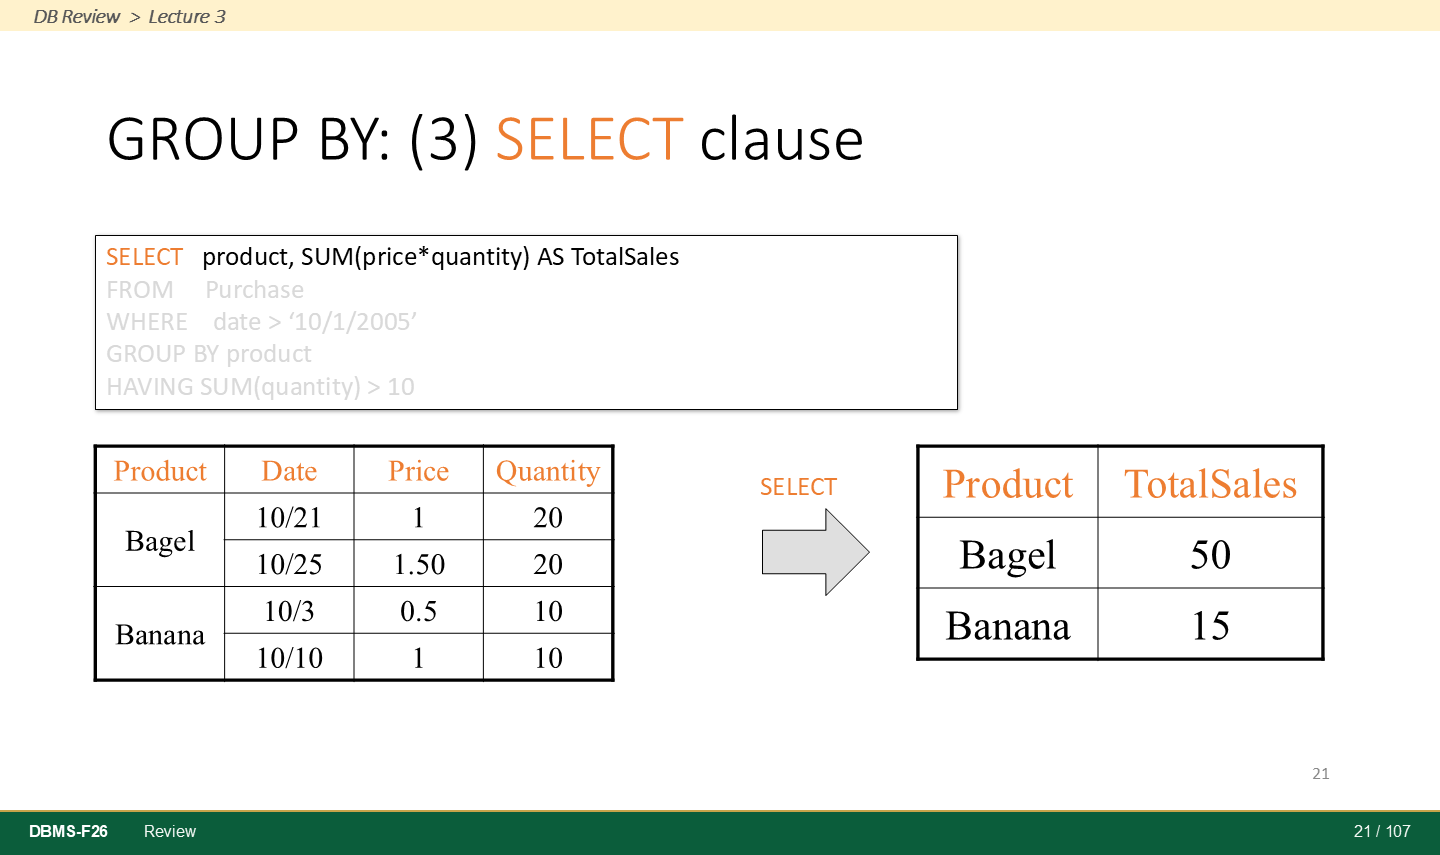 DB Review > Lecture 3
GROUP BY: (3) SELECT clause
SELECT product, SUM(price*quantity) AS TotalSales
FROM Purchase
WHERE date > ‘10/1/2005’
GROUP BY product
HAVING SUM(quantity) > 10
Product Date Price Quantity
Bagel 10/21 1 20
10/25 1.50 20
Banana 10/3 0.5 10
10/10 1 10
SELECT
Product TotalSales
Bagel 50
Banana 15
21
DBMS-F26 Review 21 / 107